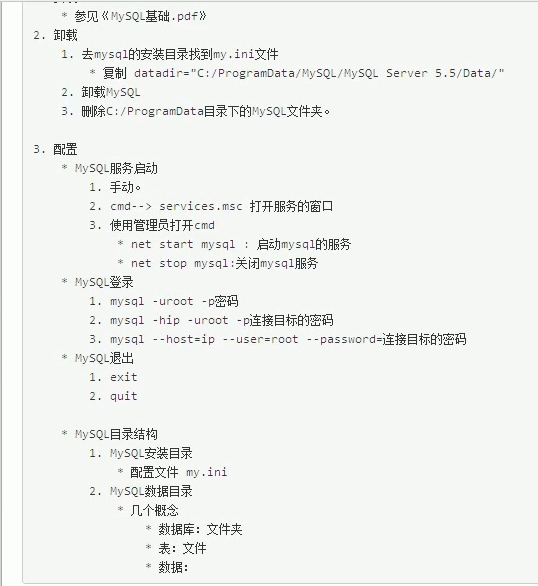 * 参见《MySQL基础.pdf》
2. 卸载
1. 去mysql的安装目录找到my.ini文件
* 复制 datadir="C:/ProgramData/MySQL/MySQL Server 5.5/Data/"
2. 卸载MySQL
3. 删除C:/ProgramData目录下的MySQL文件夹。
3. 配置
* MySQL服务启动
1. 手动。
2. cmd--> services.msc 打开服务的窗口
3. 使用管理员打开cmd
* net start mysql : 启动mysql的服务
* net stop mysql:关闭mysql服务
* MySQL登录
1. mysql -uroot -p密码
2. mysql -hip -uroot -p连接目标的密码
3. mysql --host=ip --user=root --password=连接目标的密码
* MySQL退出
1. exit
2. quit
* MySQL目录结构
1. MySQL安装目录
* 配置文件 my.ini
2. MySQL数据目录
* 几个概念
* 数据库：文件夹
* 表：文件
* 数据：